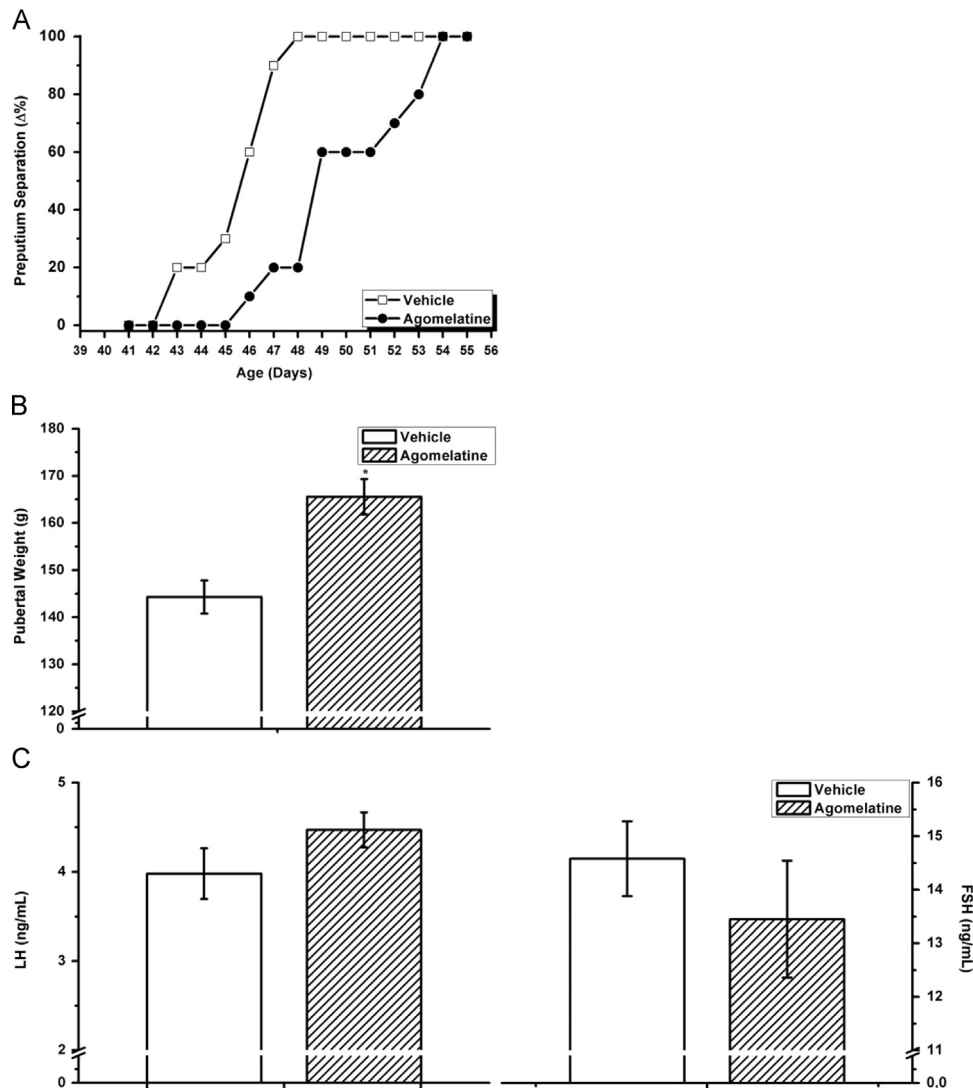 A
100
80
60
40
20
0
Preputium Separation (Δ%)
Vehicle
Agomelatine
39 40 41 42 43 44 45 46 47 48 49 50 51 52 53 54 55 56
Age (Days)
B
180
170
160
150
140
130
120
0
Pubertal Weight (g)
Vehicle
Agomelatine
*
C
5
4
3
2
0
LH (ng/mL)
Vehicle
Agomelatine
16
15
14
13
12
11
0,0
FSH (ng/mL)